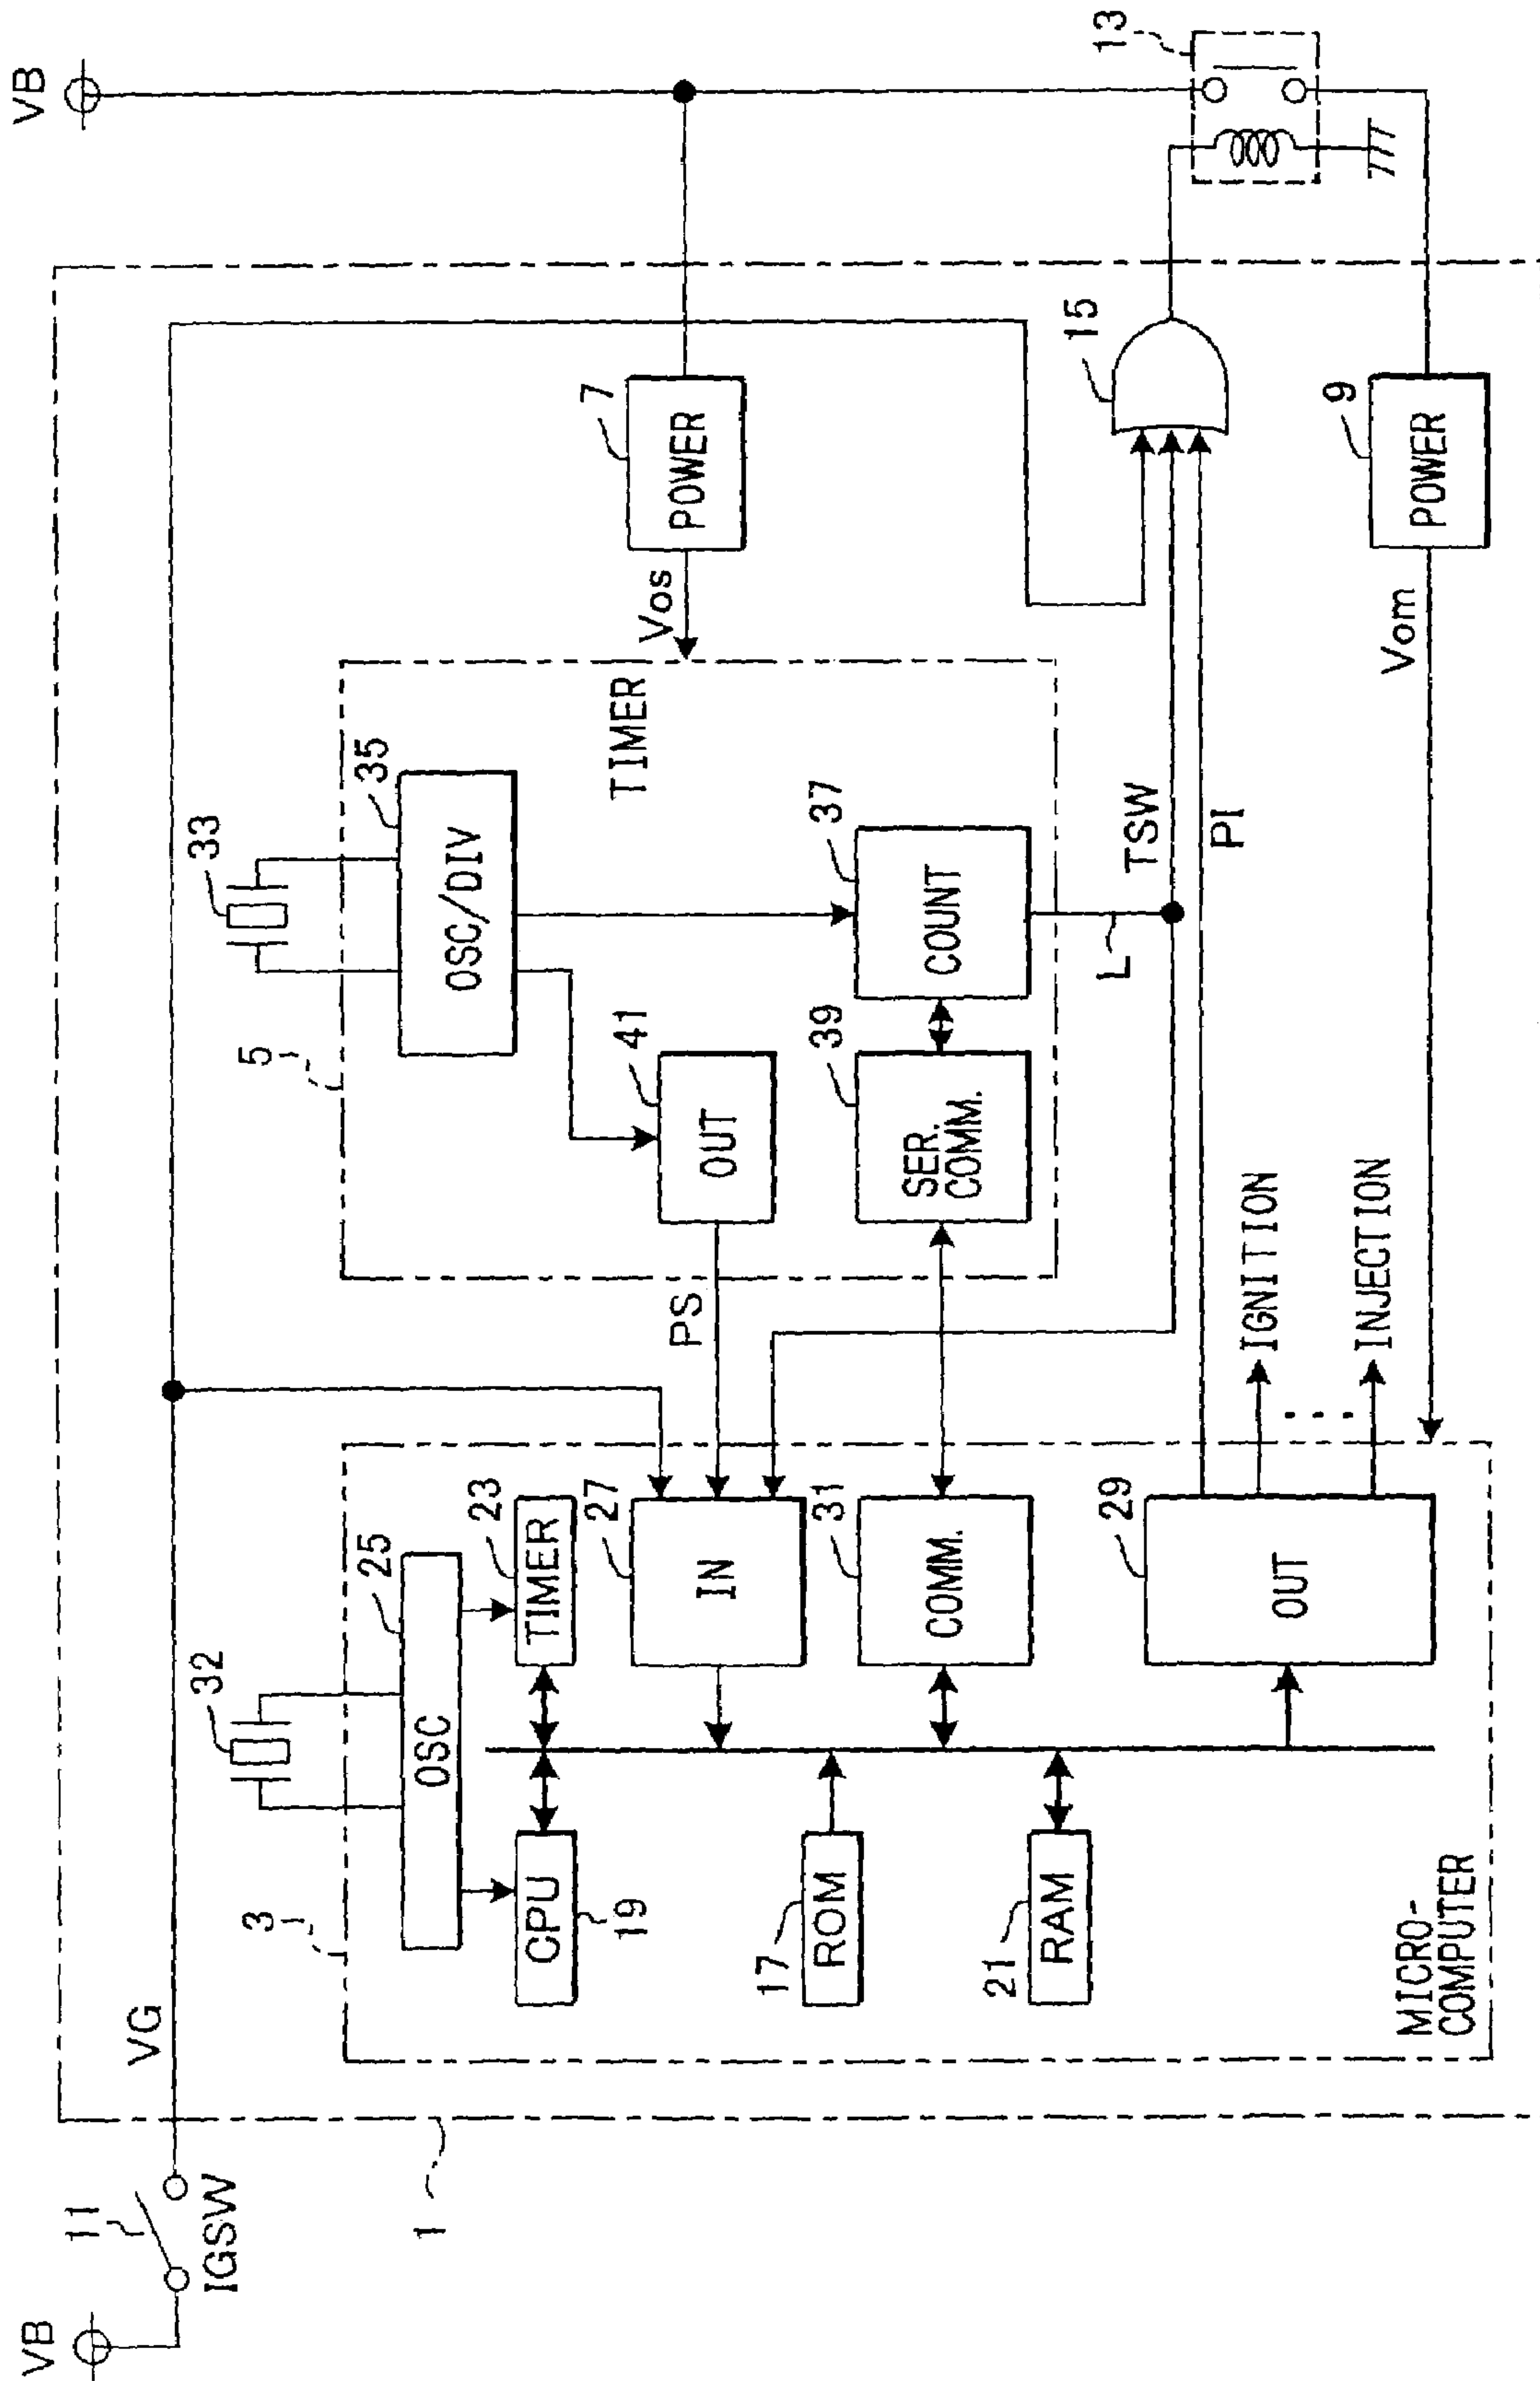 VB
11
IGSW
VG
1
3
32
25
OSC
CPU
19
TIMER
23
17
ROM
21
RAM
IN
27
COMM.
31
OUT
29
MICRO-
COMPUTER
5
33
35
OSC/DIV
TIMER
41
OUT
PS
39
SER.
COMM.
37
COUNT
L
TSW
PI
IGNITION
INJECTION
7
POWER
Vos
15
9
POWER
Vom
VB
13